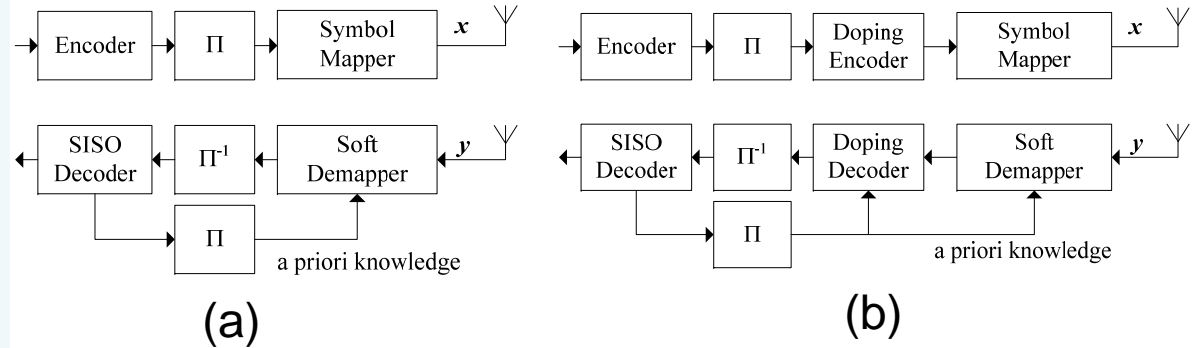 Encoder
Π
Symbol
Mapper
x
SISO
Decoder
Π-1
Soft
Demapper
y
Π
a priori knowledge
(a)
Encoder
Π
Doping
Encoder
Symbol
Mapper
x
SISO
Decoder
Π-1
Doping
Decoder
Soft
Demapper
y
Π
a priori knowledge
(b)